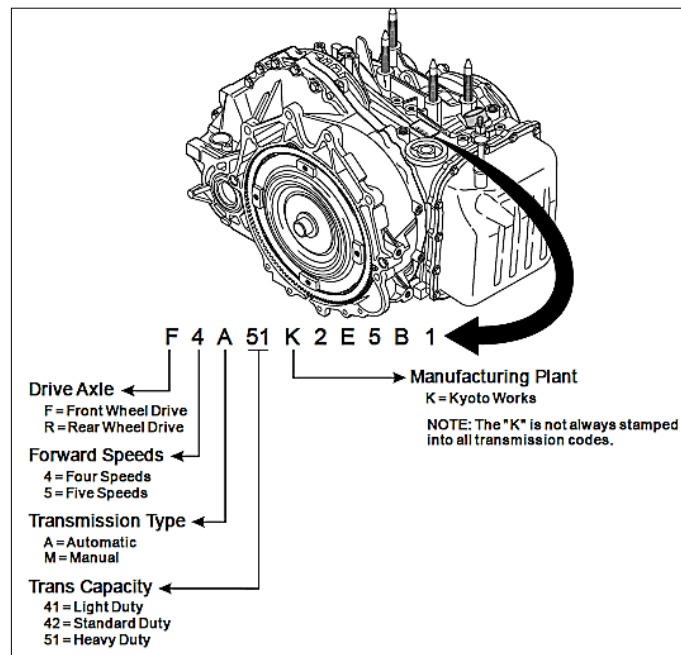 F 4 A 51 K 2 E 5 B 1
Drive Axle
F = Front Wheel Drive
R = Rear Wheel Drive
Forward Speeds
4 = Four Speeds
5 = Five Speeds
Transmission Type
A = Automatic
M = Manual
Trans Capacity
41 = Light Duty
42 = Standard Duty
51 = Heavy Duty
Manufacturing Plant
K = Kyoto Works
NOTE: The "K" is not always stamped
into all transmission codes.